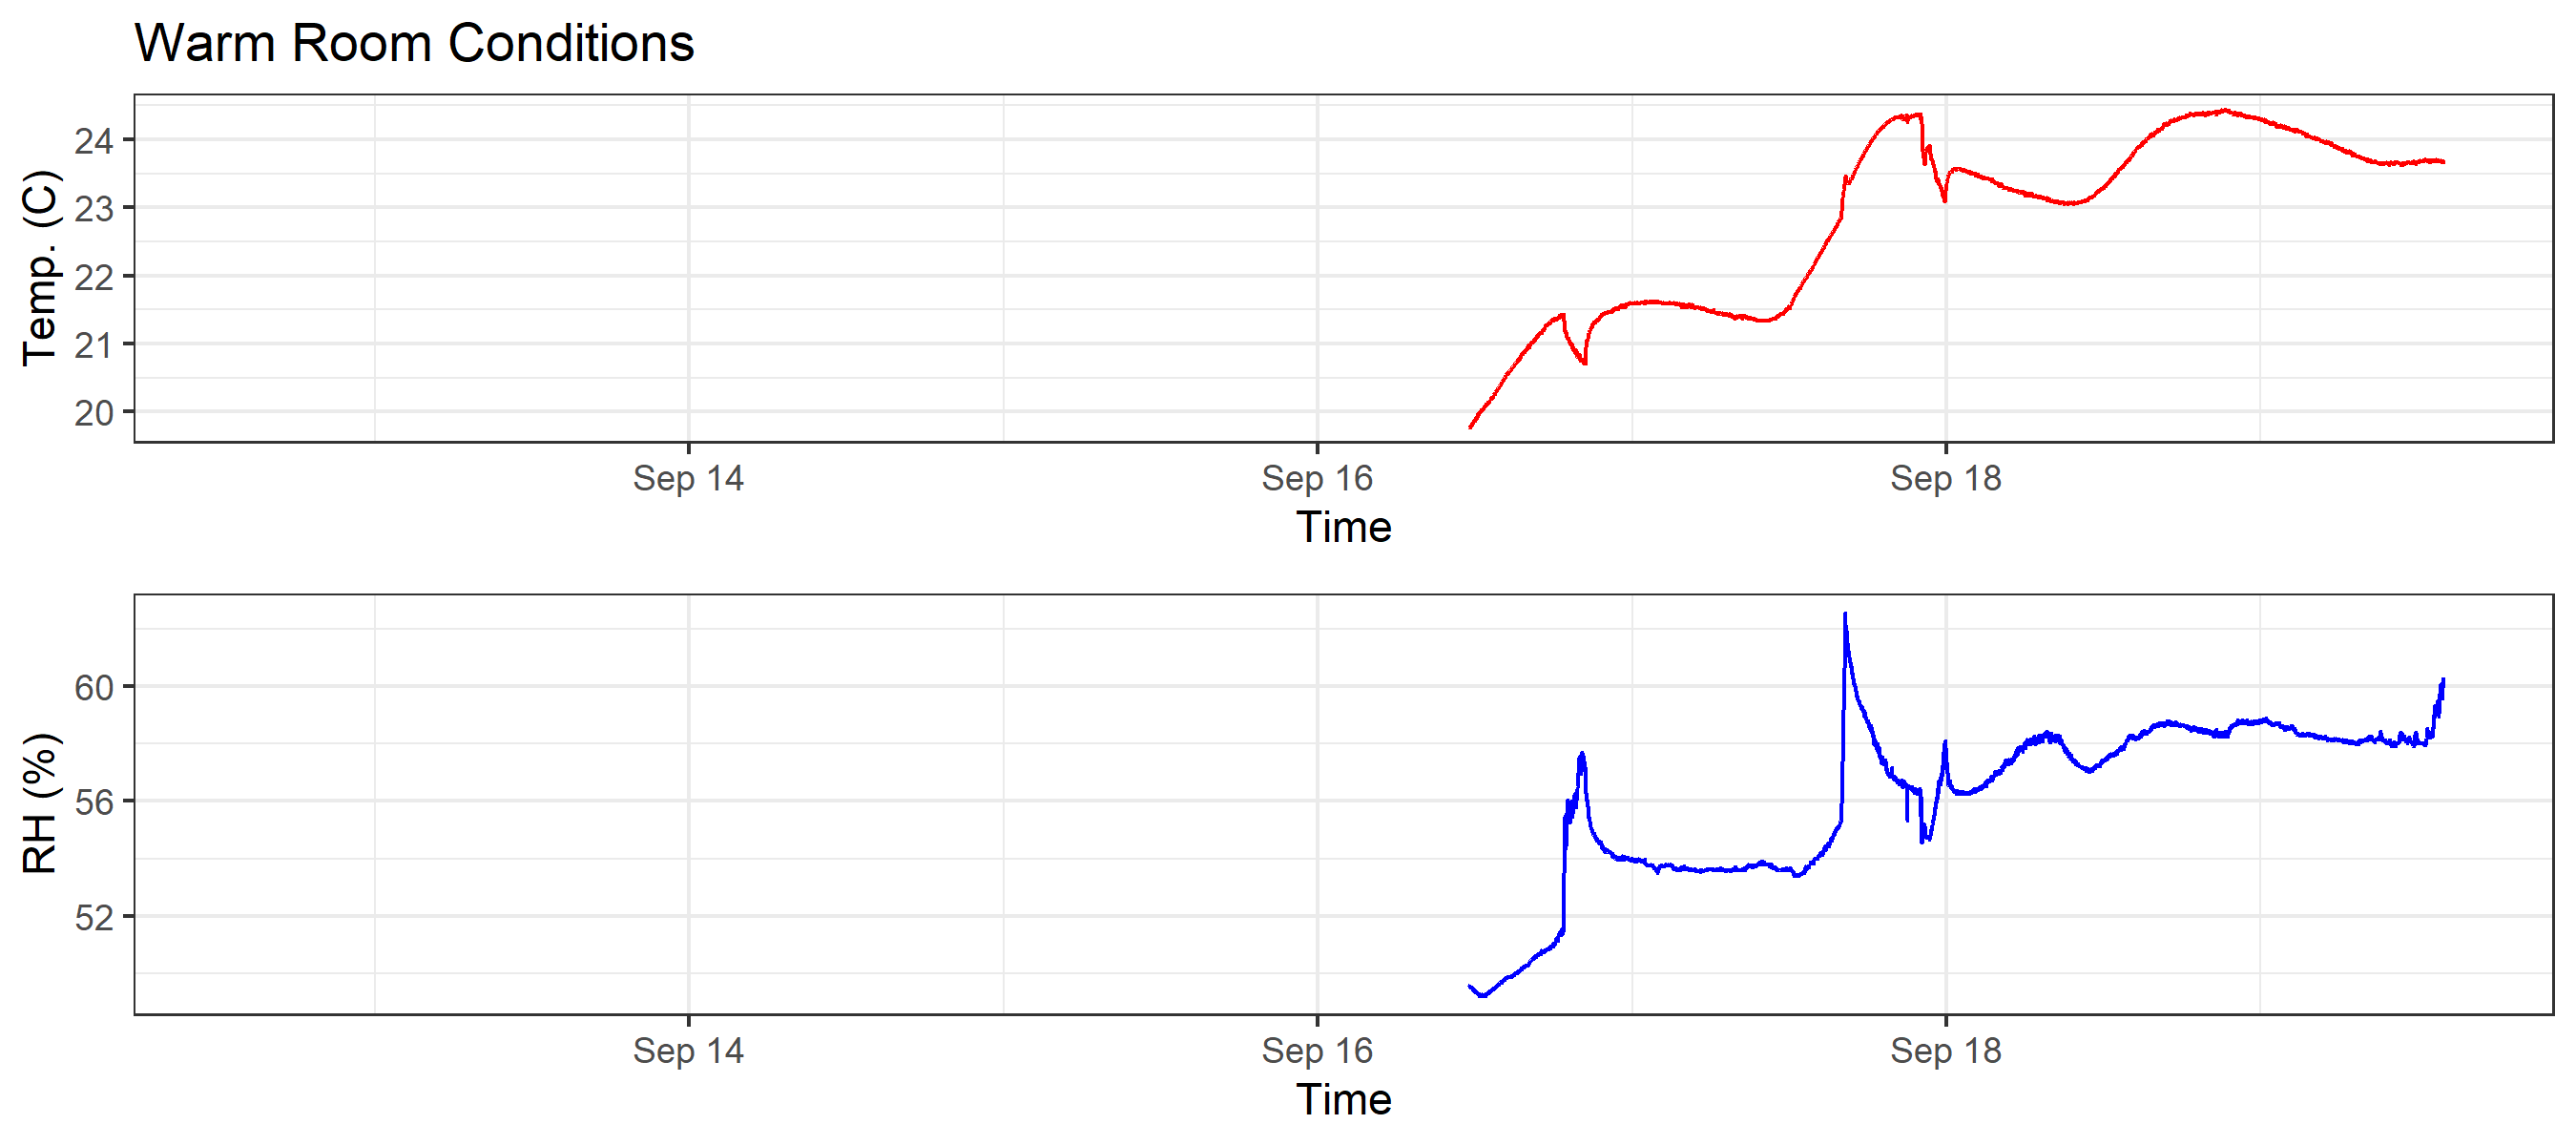 Warm Room Conditions
Temp. (C)
24
23
22
21
20
Sep 14 Sep 16 Sep 18
Time
RH (%)
60
56
52
Sep 14 Sep 16 Sep 18
Time